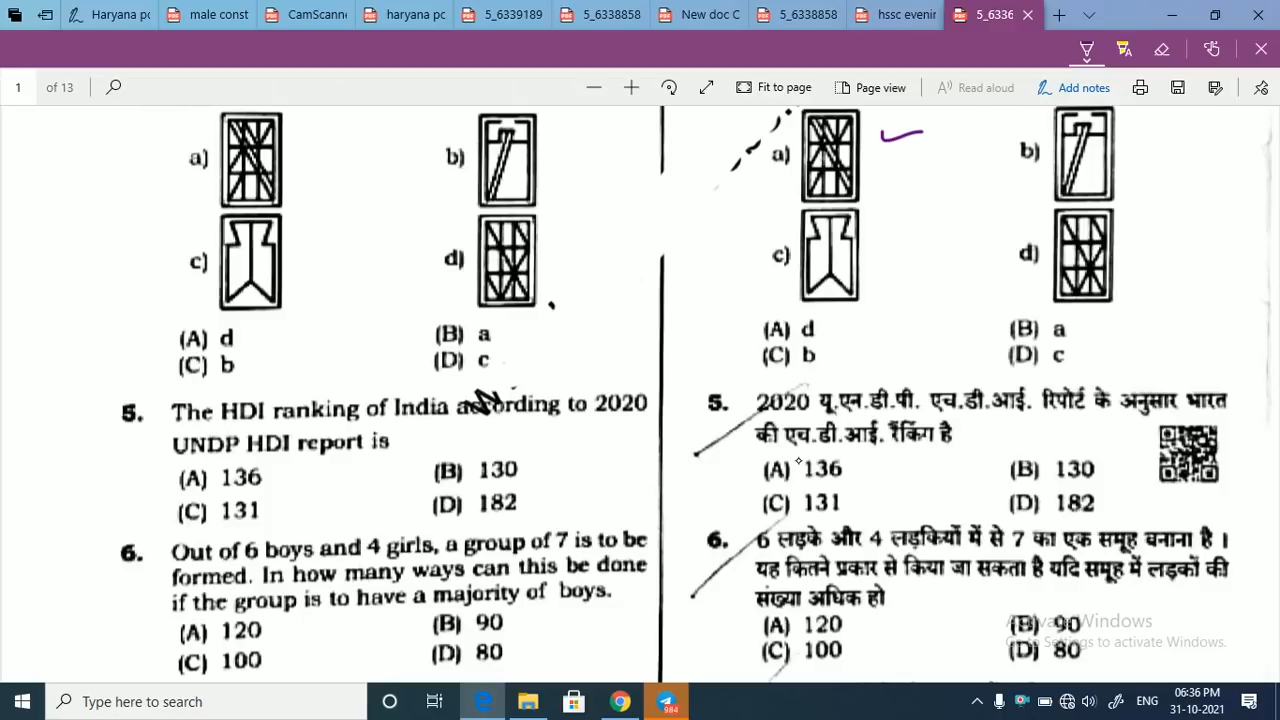 Haryana pc
male const
CamScanne
haryana pc
5_6339189
5_6338858
New doc C
5_6338858
hssc evenin
5_6336
1 of 13
Fit to page
Page view
Read aloud
Add notes
a)
b)
c)
d)
(A) d
(B) a
(C) b
(D) c
5. The HDI ranking of India according to 2020
UNDP HDI report is
(A) 136
(B) 130
(C) 131
(D) 182
6. Out of 6 boys and 4 girls, a group of 7 is to be
formed. In how many ways can this be done
if the group is to have a majority of boys.
(A) 120
(B) 90
(C) 100
(D) 80
a)
b)
c)
d)
(A) d
(B) a
(C) b
(D) c
5. 2020 यू.एन.डी.पी. एच.डी.आई. रिपोर्ट के अनुसार भारत
की एच.डी.आई. रैंकिंग है
(A) 136
(B) 130
(C) 131
(D) 182
6. 6 लड़के और 4 लड़कियों में से 7 का एक समूह बनाना है ।
यह कितने प्रकार से किया जा सकता है यदि समूह में लड़कों की
संख्या अधिक हो
(A) 120
(B) 90
(C) 100
(D) 80
Activate Windows
Go to Settings to activate Windows.
Type here to search
984
ENG
06:36 PM
31-10-2021